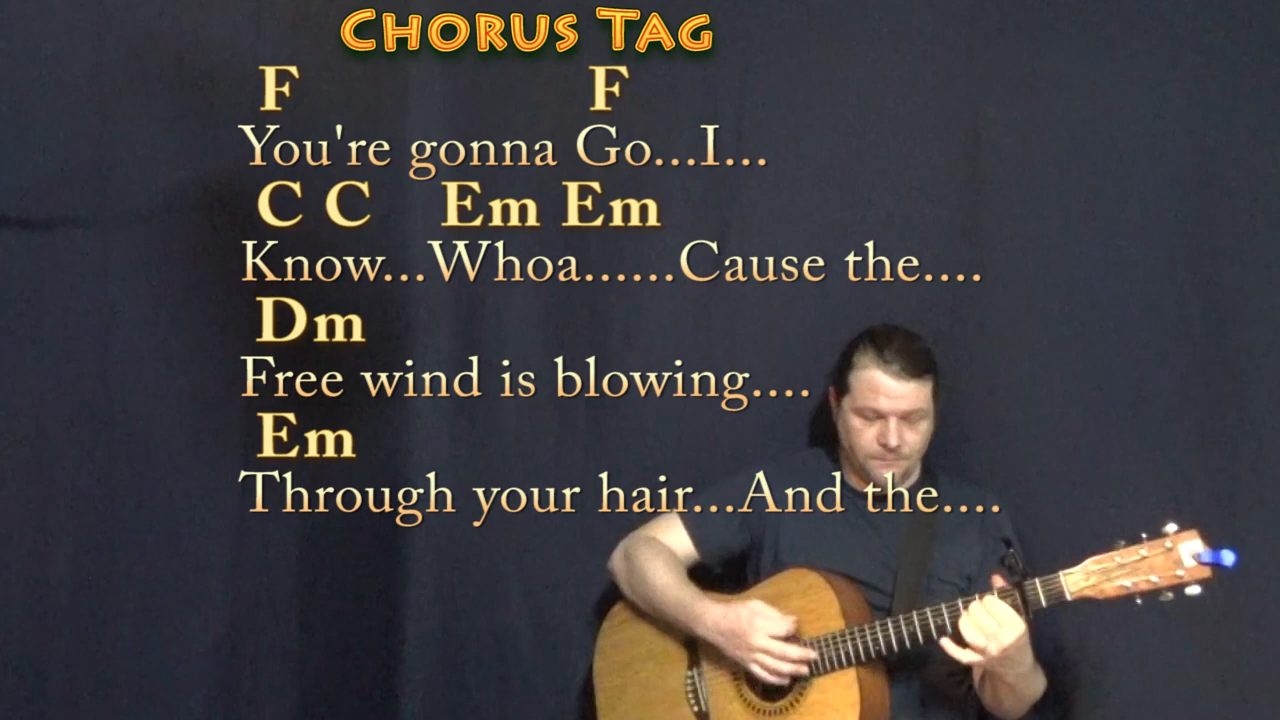 CHORUS TAG
F F
You're gonna Go...I...
C C Em Em
Know...Whoa......Cause the....
Dm
Free wind is blowing....
Em
Through your hair...And the....